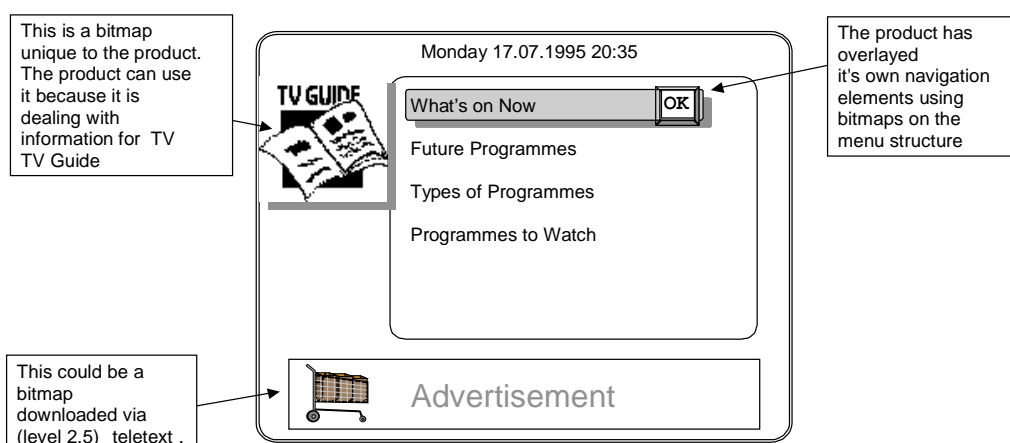 This is a bitmap
unique to the product.
The product can use
it because it is
dealing with
information for TV
TV Guide
Monday 17.07.1995 20:35
The product has
overlayed
it's own navigation
elements using
bitmaps on the
menu structure
TV GUIDE
What's on Now
OK
Future Programmes
Types of Programmes
Programmes to Watch
This could be a
bitmap
downloaded via
(level 2.5) teletext .
Advertisement